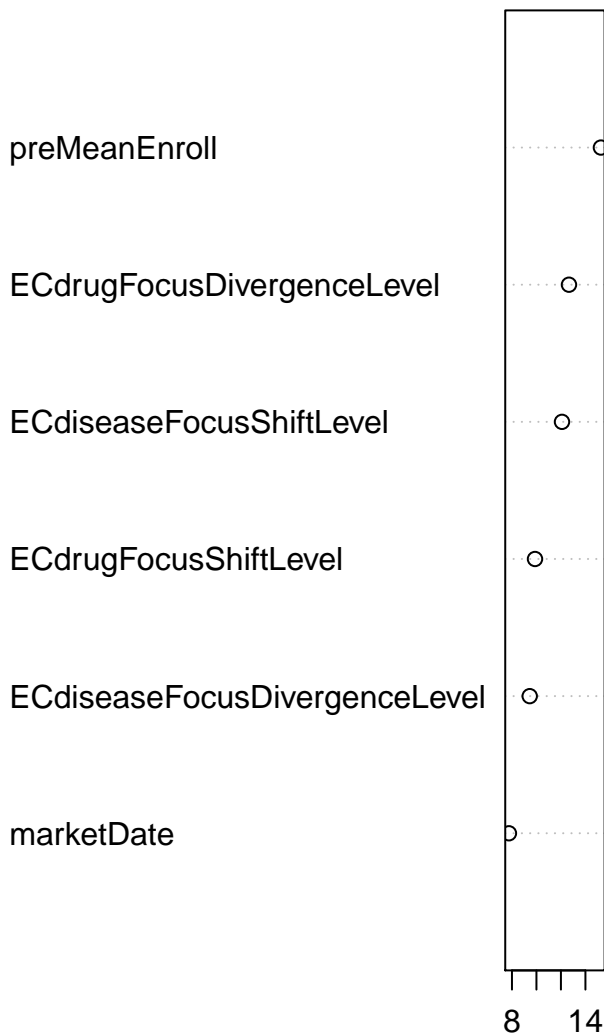 preMeanEnroll
ECdrugFocusDivergenceLevel
ECdiseaseFocusShiftLevel
ECdrugFocusShiftLevel
ECdiseaseFocusDivergenceLevel
marketDate
8 14